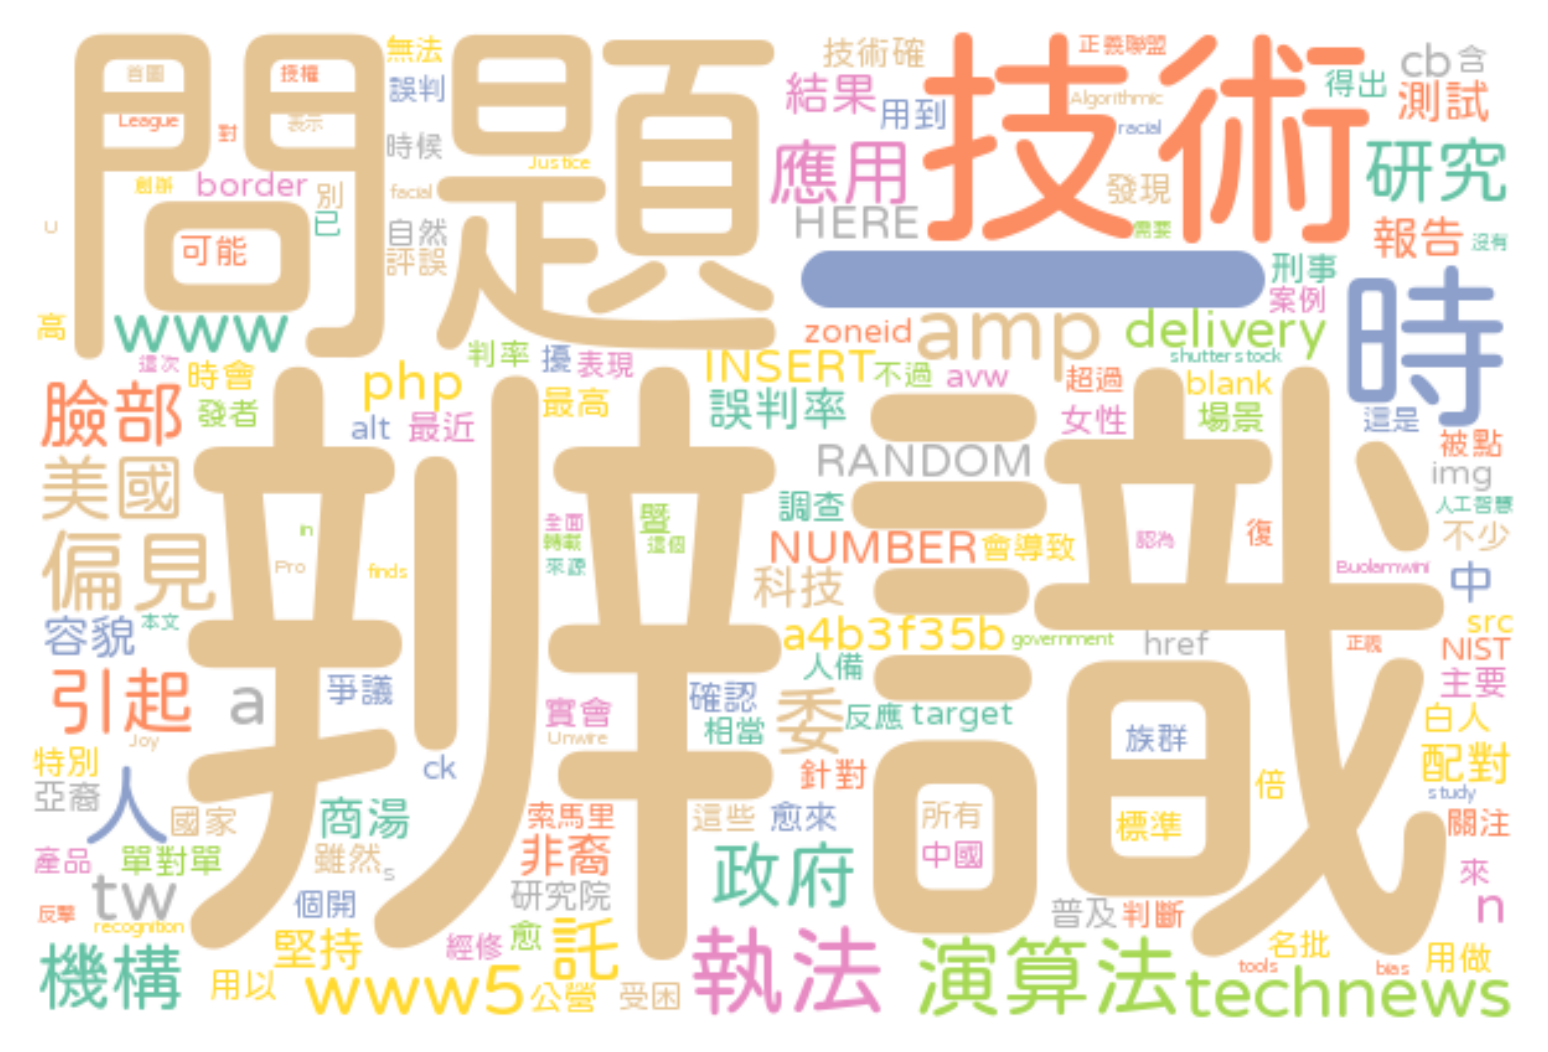 問題
技術
辨識
一
時
無法
首圖
授權
誤判
League
對
表示
時候
Justice
創辦
border
別
facial
已
自然
評誤
可能
u
高
www
這次
時會
臉部
發者
php
判率
擾
表現
最高
alt
最近
技術確
結果
用到
應用
HERE
正義聯盟
Algorithmic
racial
發現
需要
得出
cb
含
測試
研究
報告
沒有
刑事
案例
zoneid
amp
delivery
shutterstock
INSERT
不過
avw
超過
blank
誤判率
女性
場景
這是
被點
RANDOM
img
人工智慧
不少
美國
偏見
in
Pro
finds
全面
轉載
來源
暨
這個
調查
NUMBER
會導致
認為
復
Buolamwini
中
科技
容貌
本文
a4b3f35b
government
href
src
正視
NIST
人備
主要
引起
a
爭議
實會
確認
相當
委
反應
target
族群
白人
Joy
Unwire
特別
亞裔
人
國家
ck
針對
倍
配對
study
商湯
索馬里
這些
愈來
所有
標準
關注
產品
單對單
雖然
s
非裔
政府
中國
來
tw
個開
研究院
普及
判斷
n
反擊
recognition
機構
用以
堅持
經修
愈
託
執法
演算法
名批
tools
bias
用做
www5
公營
受困
technews